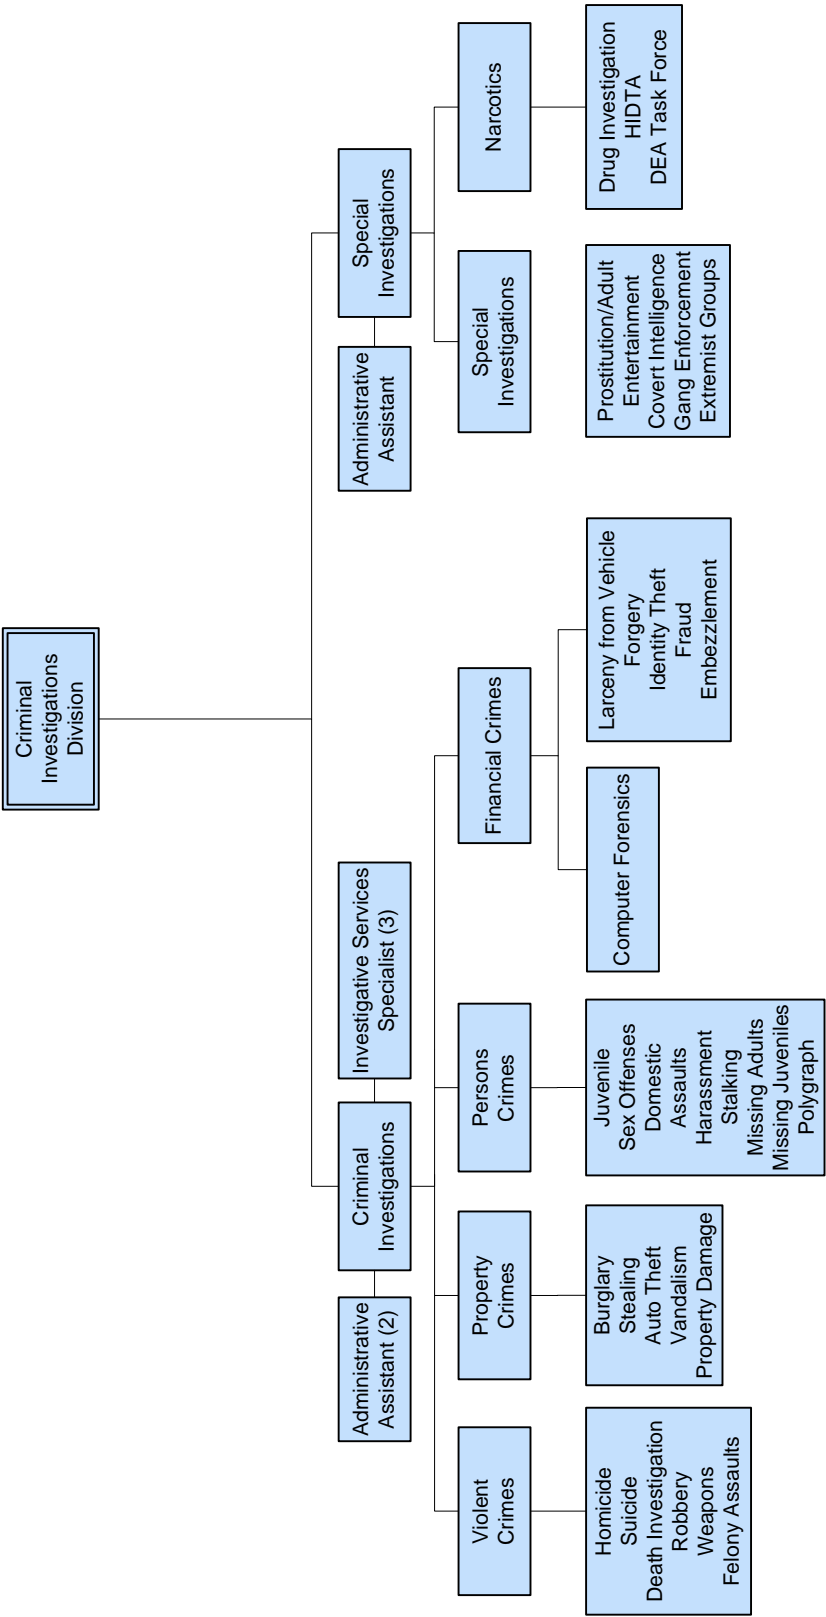 Criminal
Investigations
Division
Administrative
Assistant (2)
Criminal
Investigations
Investigative Services
Specialist (3)
Administrative
Assistant
Special
Investigations
Violent
Crimes
Property
Crimes
Persons
Crimes
Financial Crimes
Special
Investigations
Narcotics
Homicide
Suicide
Death Investigation
Robbery
Weapons
Felony Assaults
Burglary
Stealing
Auto Theft
Vandalism
Property Damage
Juvenile
Sex Offenses
Domestic
Assaults
Harassment
Stalking
Missing Adults
Missing Juveniles
Polygraph
Computer Forensics
Larceny from Vehicle
Forgery
Identity Theft
Fraud
Embezzlement
Prostitution/Adult
Entertainment
Covert Intelligence
Gang Enforcement
Extremist Groups
Drug Investigation
HIDTA
DEA Task Force